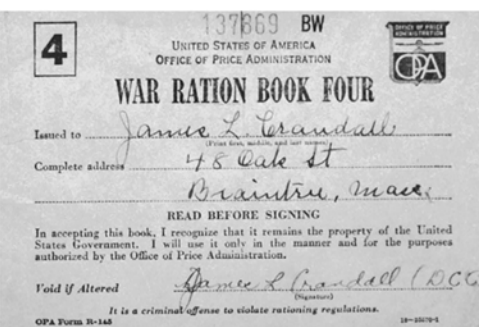 137669 BW
4
UNITED STATES OF AMERICA
OFFICE OF PRICE ADMINISTRATION
OFFICE OF PRICE
ADMINISTRATION
OPA
WAR RATION BOOK FOUR
Issued to James L. Crandall
(Print first, middle, and last names)
Complete address 48 Oak St
Braintree, Mass.
READ BEFORE SIGNING
In accepting this book, I recognize that it remains the property of the United
States Government. I will use it only in the manner and for the purposes
authorized by the Office of Price Administration.
Void if Altered James L Crandall (DCC
(Signature)
It is a criminal offense to violate rationing regulations.
OPA Form R-145